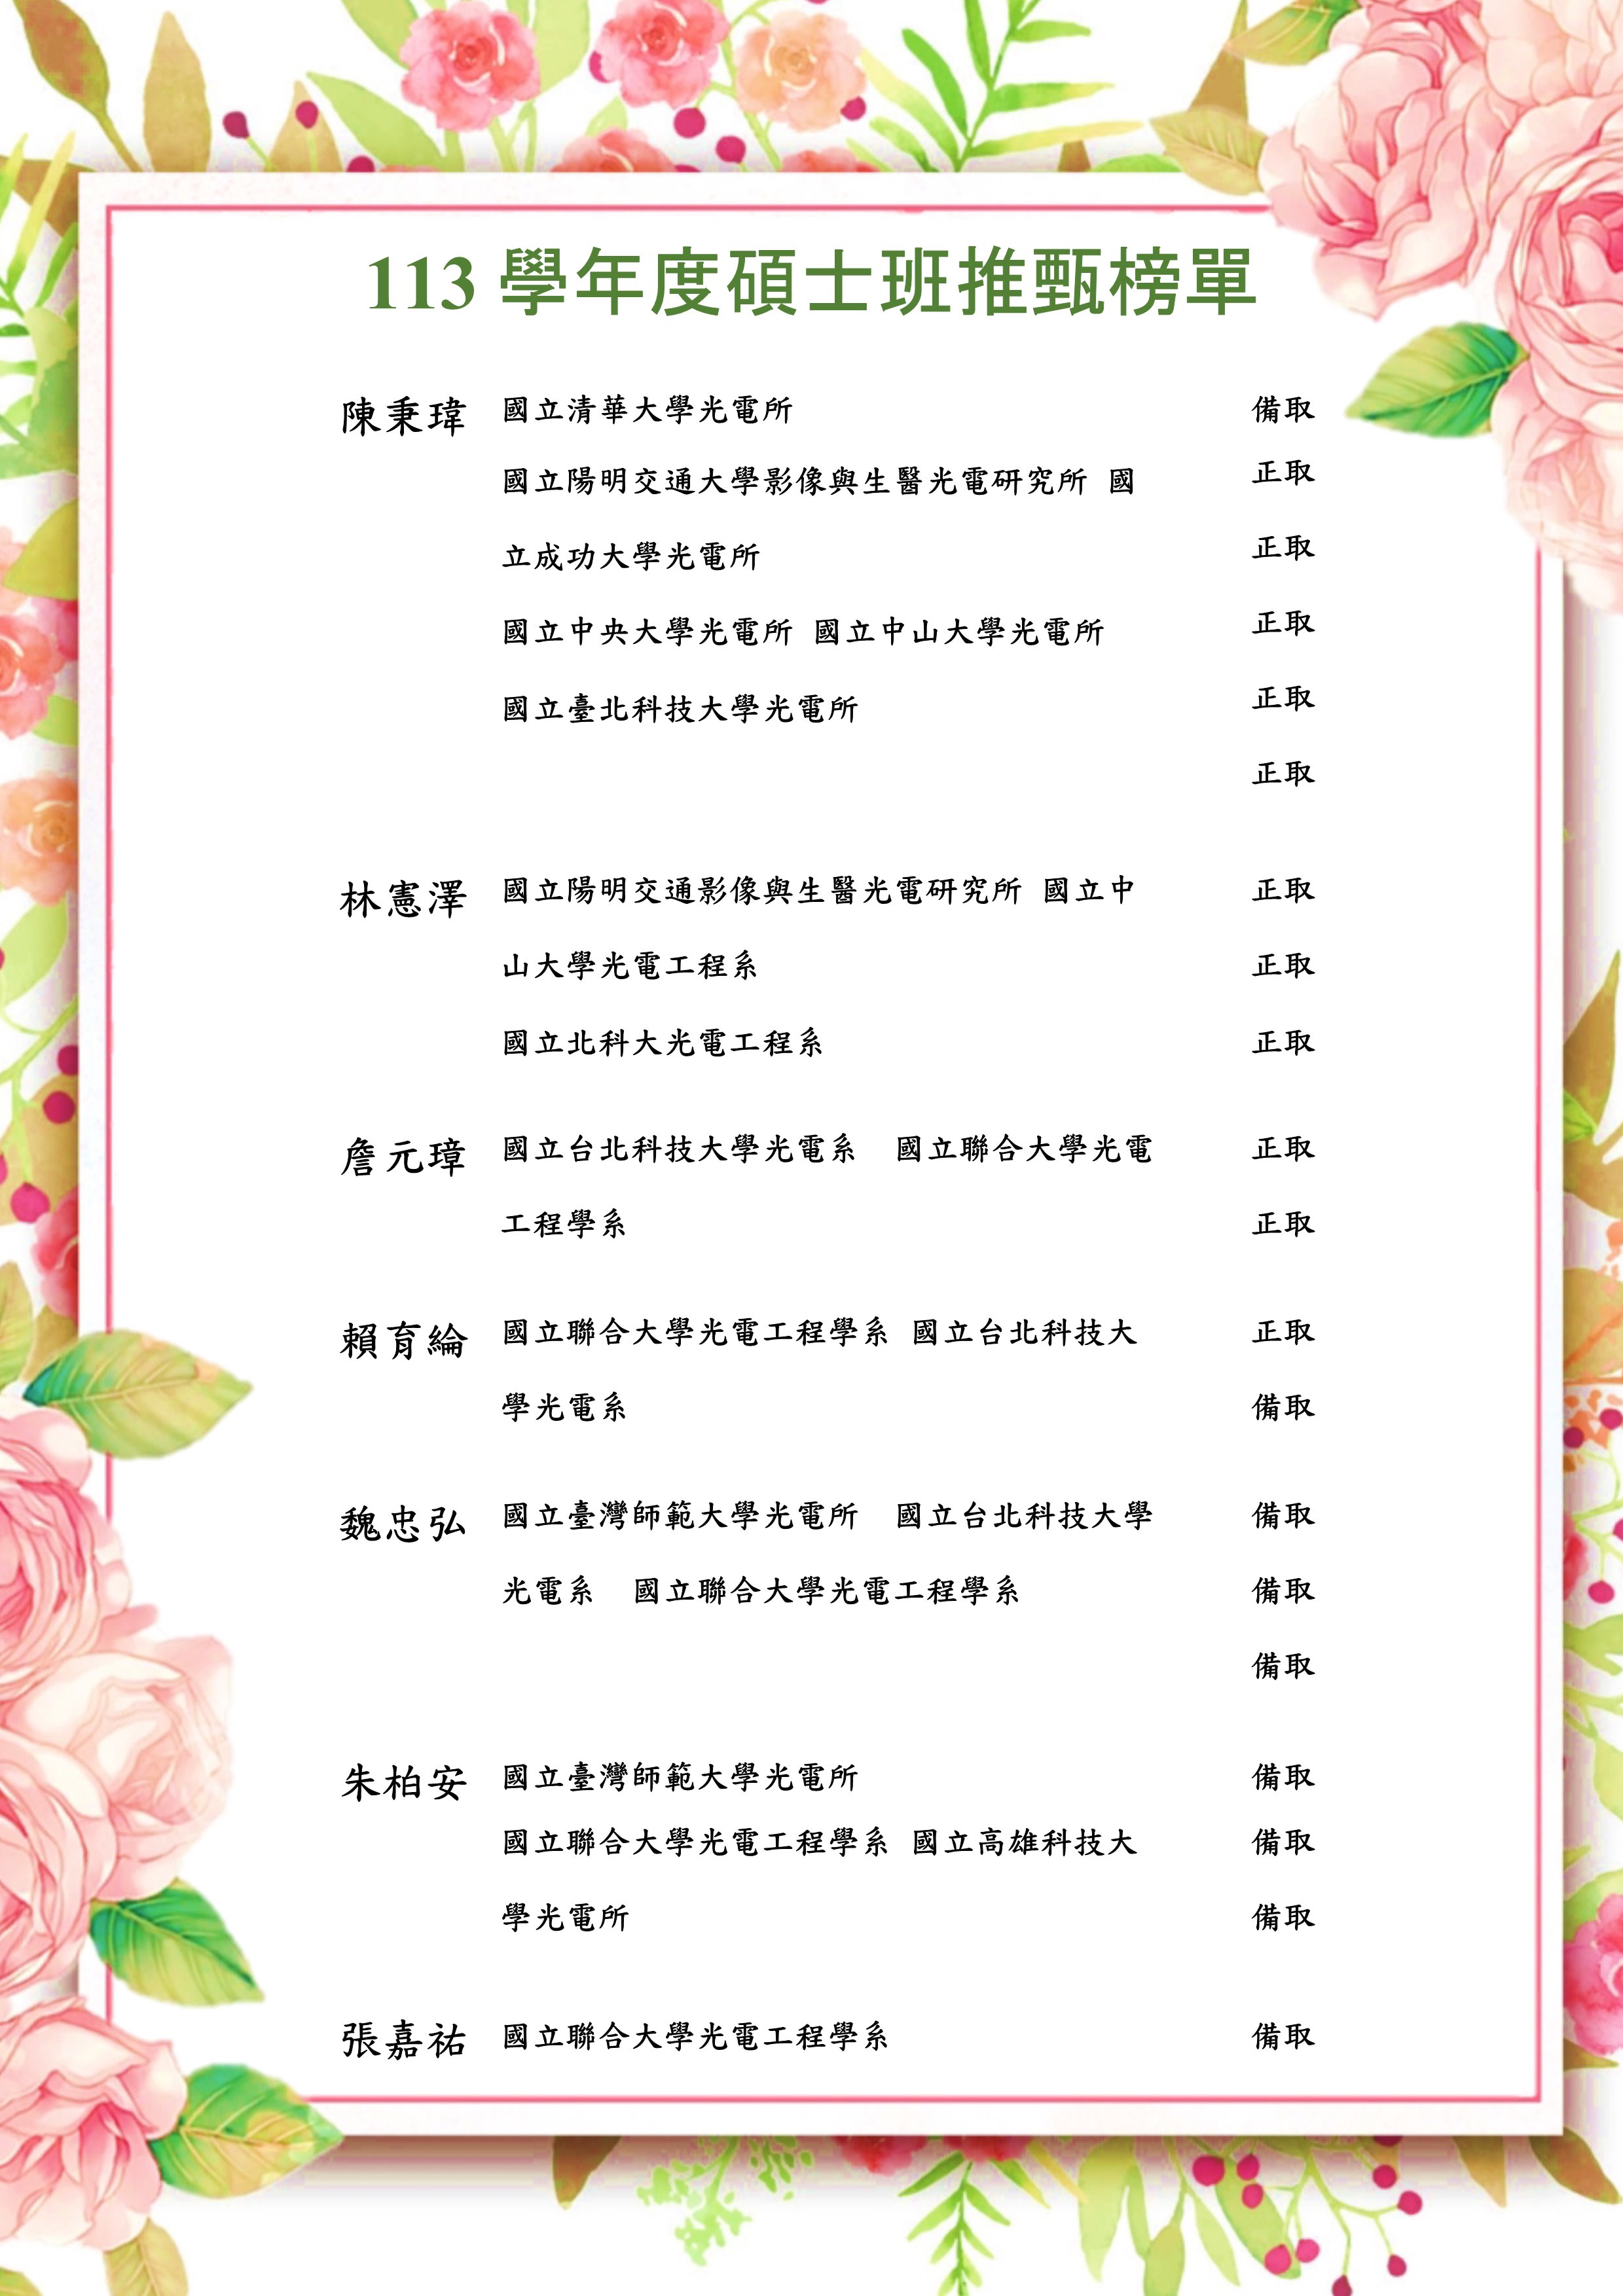 113 學年度碩士班推甄榜單
陳秉瑋 國立清華大學光電所 備取
國立陽明交通大學影像與生醫光電研究所 國 正取
立成功大學光電所 正取
國立中央大學光電所 國立中山大學光電所 正取
國立臺北科技大學光電所 正取
正取
林憲澤 國立陽明交通影像與生醫光電研究所 國立中 正取
山大學光電工程系 正取
國立北科大光電工程系 正取
詹元璋 國立台北科技大學光電系 國立聯合大學光電 正取
工程學系 正取
賴育綸 國立聯合大學光電工程學系 國立台北科技大 正取
學光電系 備取
魏忠弘 國立臺灣師範大學光電所 國立台北科技大學 備取
光電系 國立聯合大學光電工程學系 備取
備取
朱柏安 國立臺灣師範大學光電所 備取
國立聯合大學光電工程學系 國立高雄科技大 備取
學光電所 備取
張嘉祐 國立聯合大學光電工程學系 備取